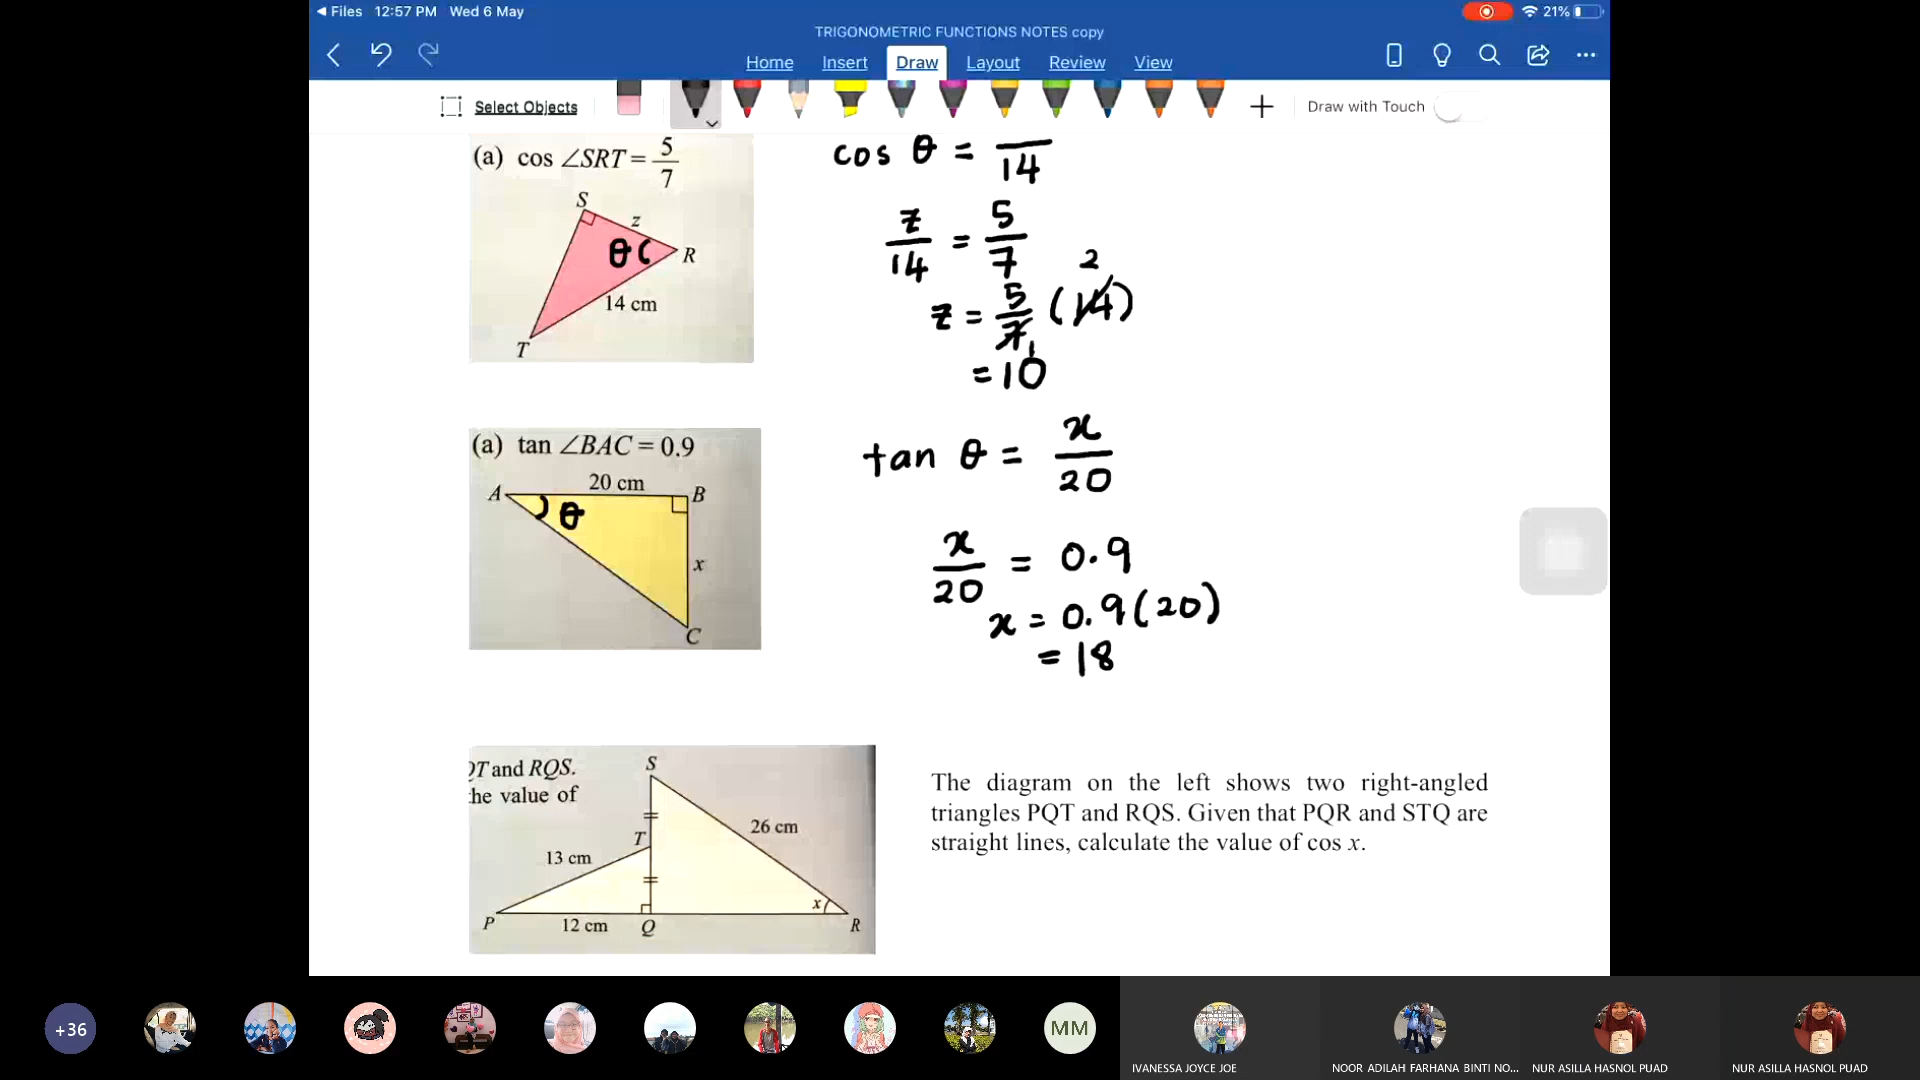 Files 12:57 PM Wed 6 May 21%
TRIGONOMETRIC FUNCTIONS NOTES copy
Home Insert Draw Layout Review View
Select Objects Draw with Touch
(a) cos ∠SRT = 5/7
S
z
θ
R
14 cm
T
cos θ = /14
z/14 = 5/7
z = 5/7 (14)
2
1
= 10
(a) tan ∠BAC = 0.9
20 cm
A B
θ
x
C
tan θ = x/20
x/20 = 0.9
x = 0.9(20)
= 18
QT and RQS.
the value of
S
26 cm
T
13 cm
x
P 12 cm Q R
The diagram on the left shows two right-angled
triangles PQT and RQS. Given that PQR and STQ are
straight lines, calculate the value of cos x.
+36 MM
IVANESSA JOYCE JOE NOOR ADILAH FARHANA BINTI NO... NUR ASILLA HASNOL PUAD NUR ASILLA HASNOL PUAD